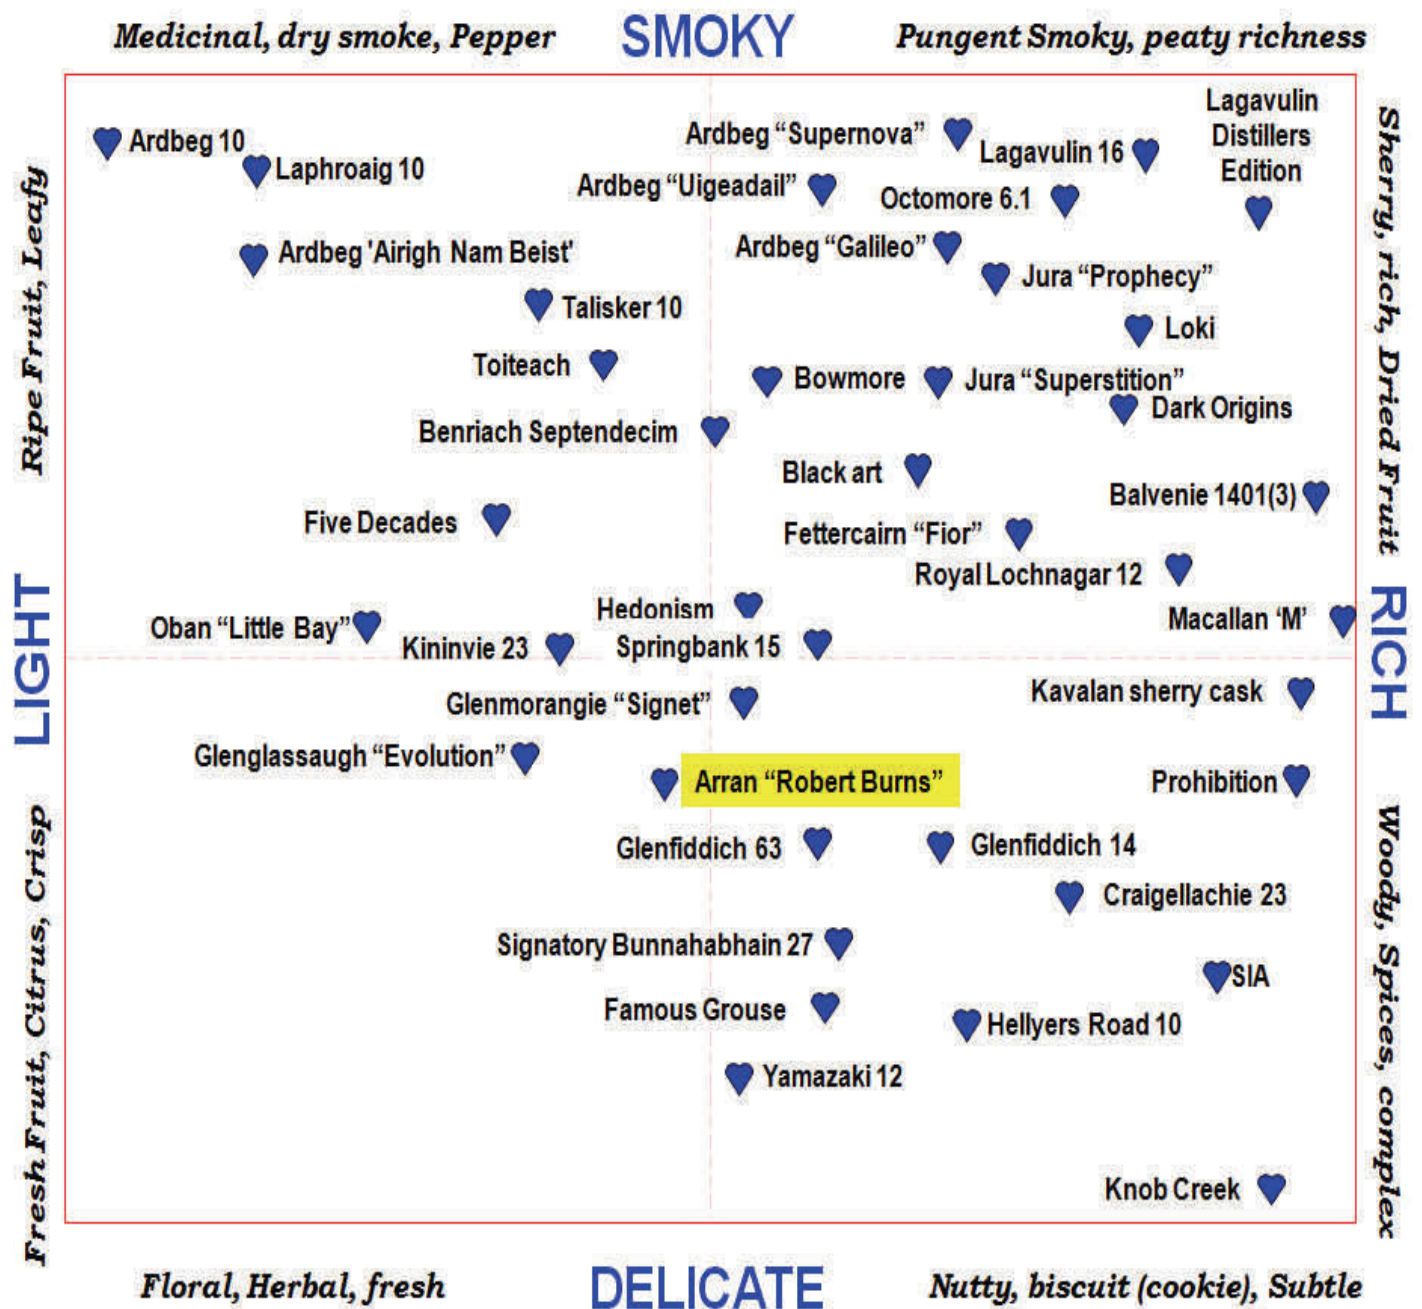 Medicinal, dry smoke, Pepper
SMOKY
Pungent Smoky, peaty richness
Ripe Fruit, Leafy
LIGHT
Fresh Fruit, Citrus, Crisp
Ardbeg 10
Laphroaig 10
Ardbeg "Supernova"
Lagavulin 16
Lagavulin
Distillers
Edition
Ardbeg "Uigeadail"
Octomore 6.1
Ardbeg 'Airigh Nam Beist'
Ardbeg "Galileo"
Jura "Prophecy"
Talisker 10
Loki
Toiteach
Bowmore
Jura "Superstition"
Dark Origins
Benriach Septendecim
Black art
Balvenie 1401(3)
Five Decades
Fettercairn "Fior"
Royal Lochnagar 12
Hedonism
Macallan ‘M’
Oban "Little Bay"
Kininvie 23
Springbank 15
Kavalan sherry cask
Glenmorangie "Signet"
Glenglassaugh "Evolution"
Arran "Robert Burns"
Prohibition
Glenfiddich 63
Glenfiddich 14
Craigellachie 23
Signatory Bunnahabhain 27
SIA
Famous Grouse
Hellyers Road 10
Yamazaki 12
Knob Creek
Sherry, rich, Dried Fruit
RICH
Woody, Spices, complex
Floral, Herbal, fresh
DELICATE
Nutty, biscuit (cookie), Subtle